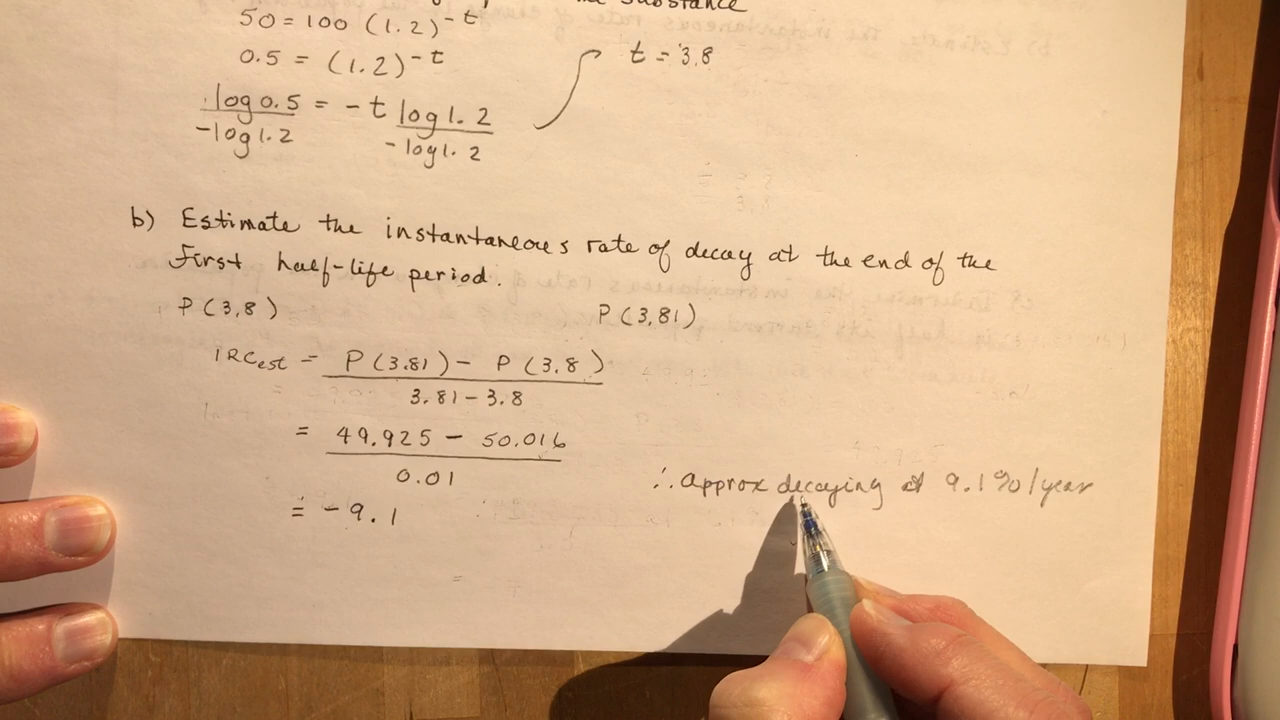 substance
50 = 100 (1.2)^-t
0.5 = (1.2)^-t
t = 3.8
log 0.5 / -log 1.2 = -t log 1.2 / -log 1.2
b) Estimate the instantaneous rate of decay at the end of the
first half-life period.
P(3.8) P(3.81)
IRCest = P(3.81) - P(3.8) / 3.81 - 3.8
= 49.925 - 50.016 / 0.01
≐ -9.1
∴ approx decaying at 9.1%/year